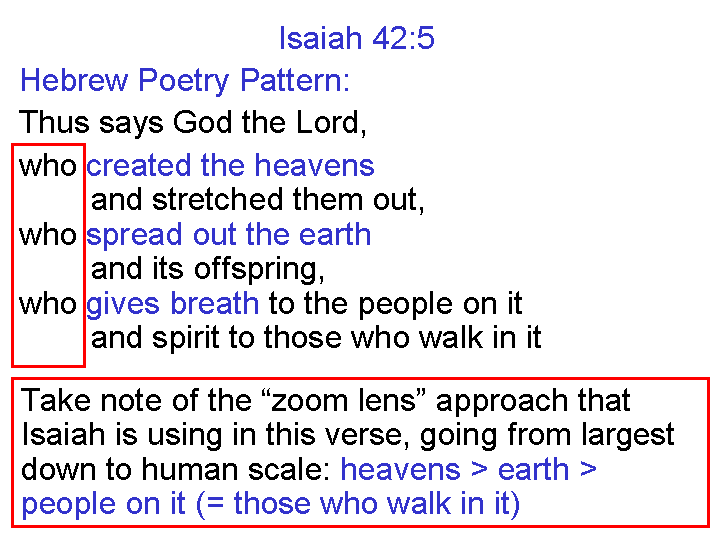 Isaiah 42:5
Hebrew Poetry Pattern:
Thus says God the Lord,
who created the heavens
and stretched them out,
who spread out the earth
and its offspring,
who gives breath to the people on it
and spirit to those who walk in it
Take note of the “zoom lens” approach that
Isaiah is using in this verse, going from largest
down to human scale: heavens > earth >
people on it (= those who walk in it)